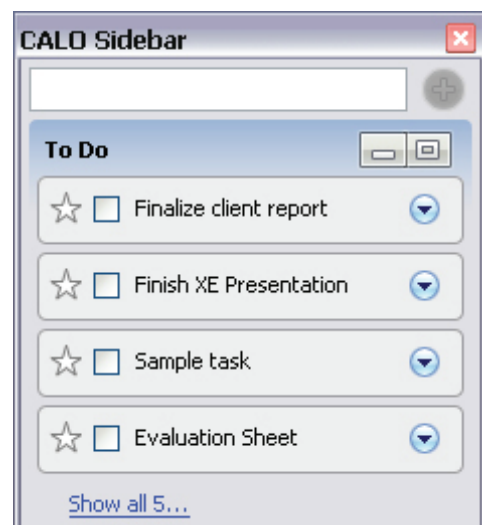 CALO Sidebar
To Do
Finalize client report
Finish XE Presentation
Sample task
Evaluation Sheet
Show all 5...